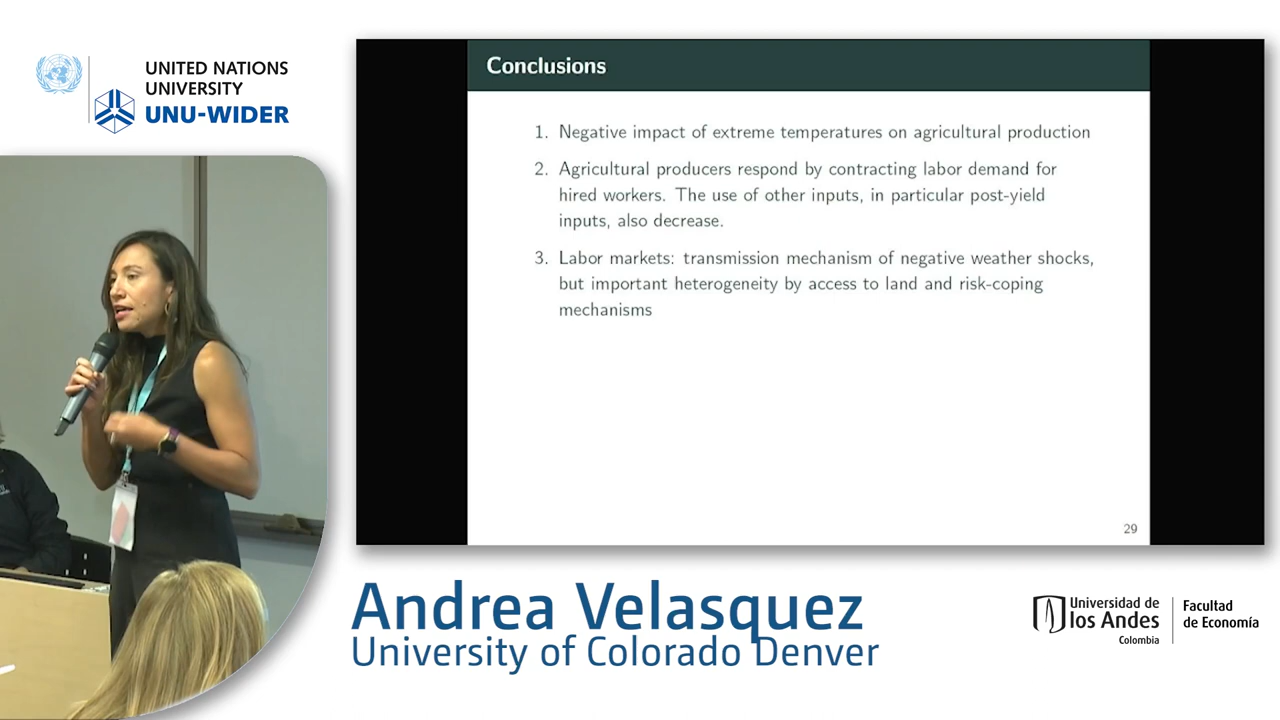 UNITED NATIONS
UNIVERSITY
UNU-WIDER
Conclusions
1. Negative impact of extreme temperatures on agricultural production
2. Agricultural producers respond by contracting labor demand for
hired workers. The use of other inputs, in particular post-yield
inputs, also decrease.
3. Labor markets: transmission mechanism of negative weather shocks,
but important heterogeneity by access to land and risk-coping
mechanisms
29
Andrea Velasquez
University of Colorado Denver
Universidad de
los Andes
Colombia
Facultad
de Economía